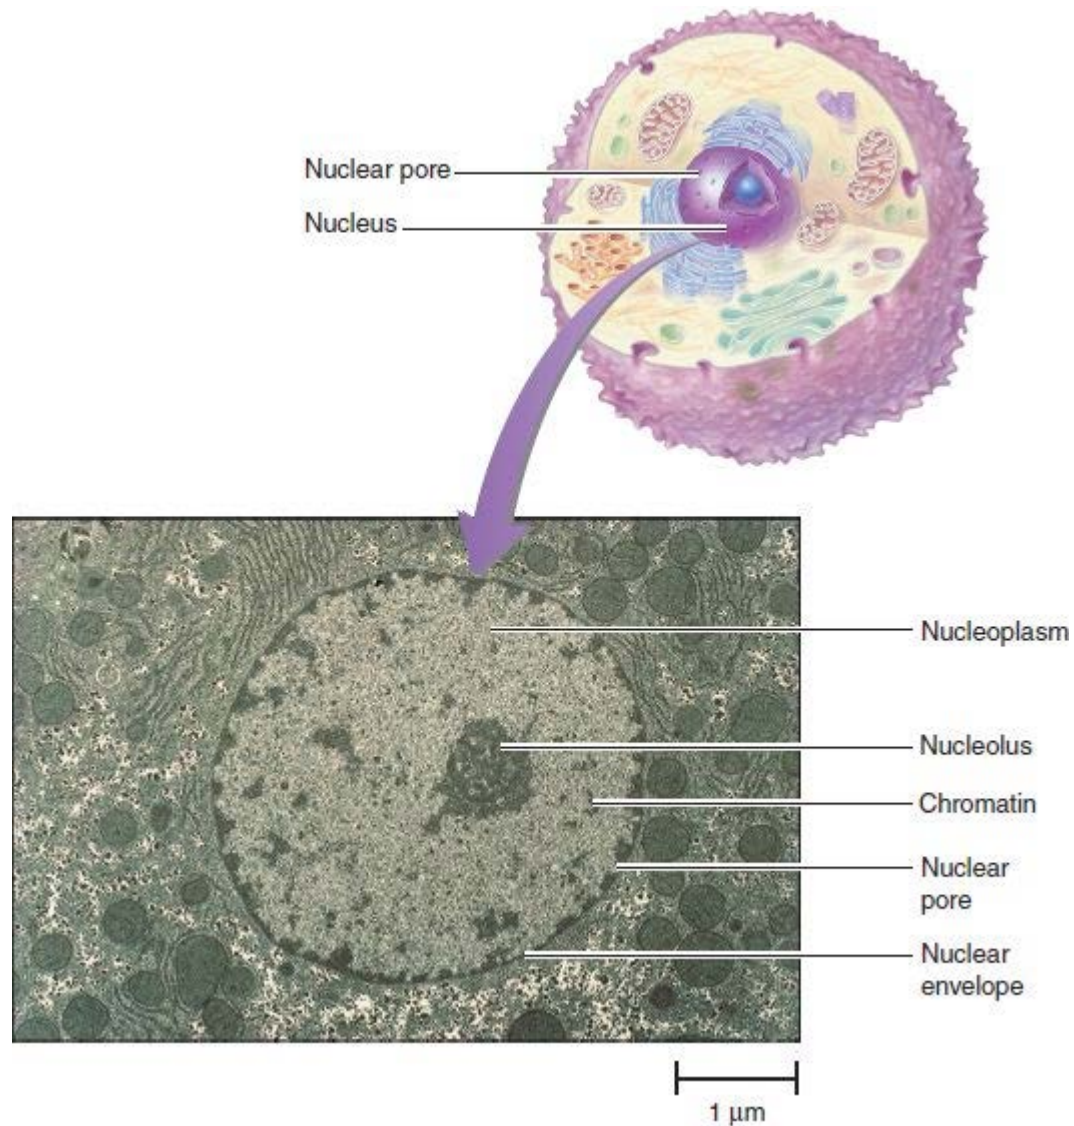 Nuclear pore
Nucleus
Nucleoplasm
Nucleolus
Chromatin
Nuclear
pore
Nuclear
envelope
1 μm